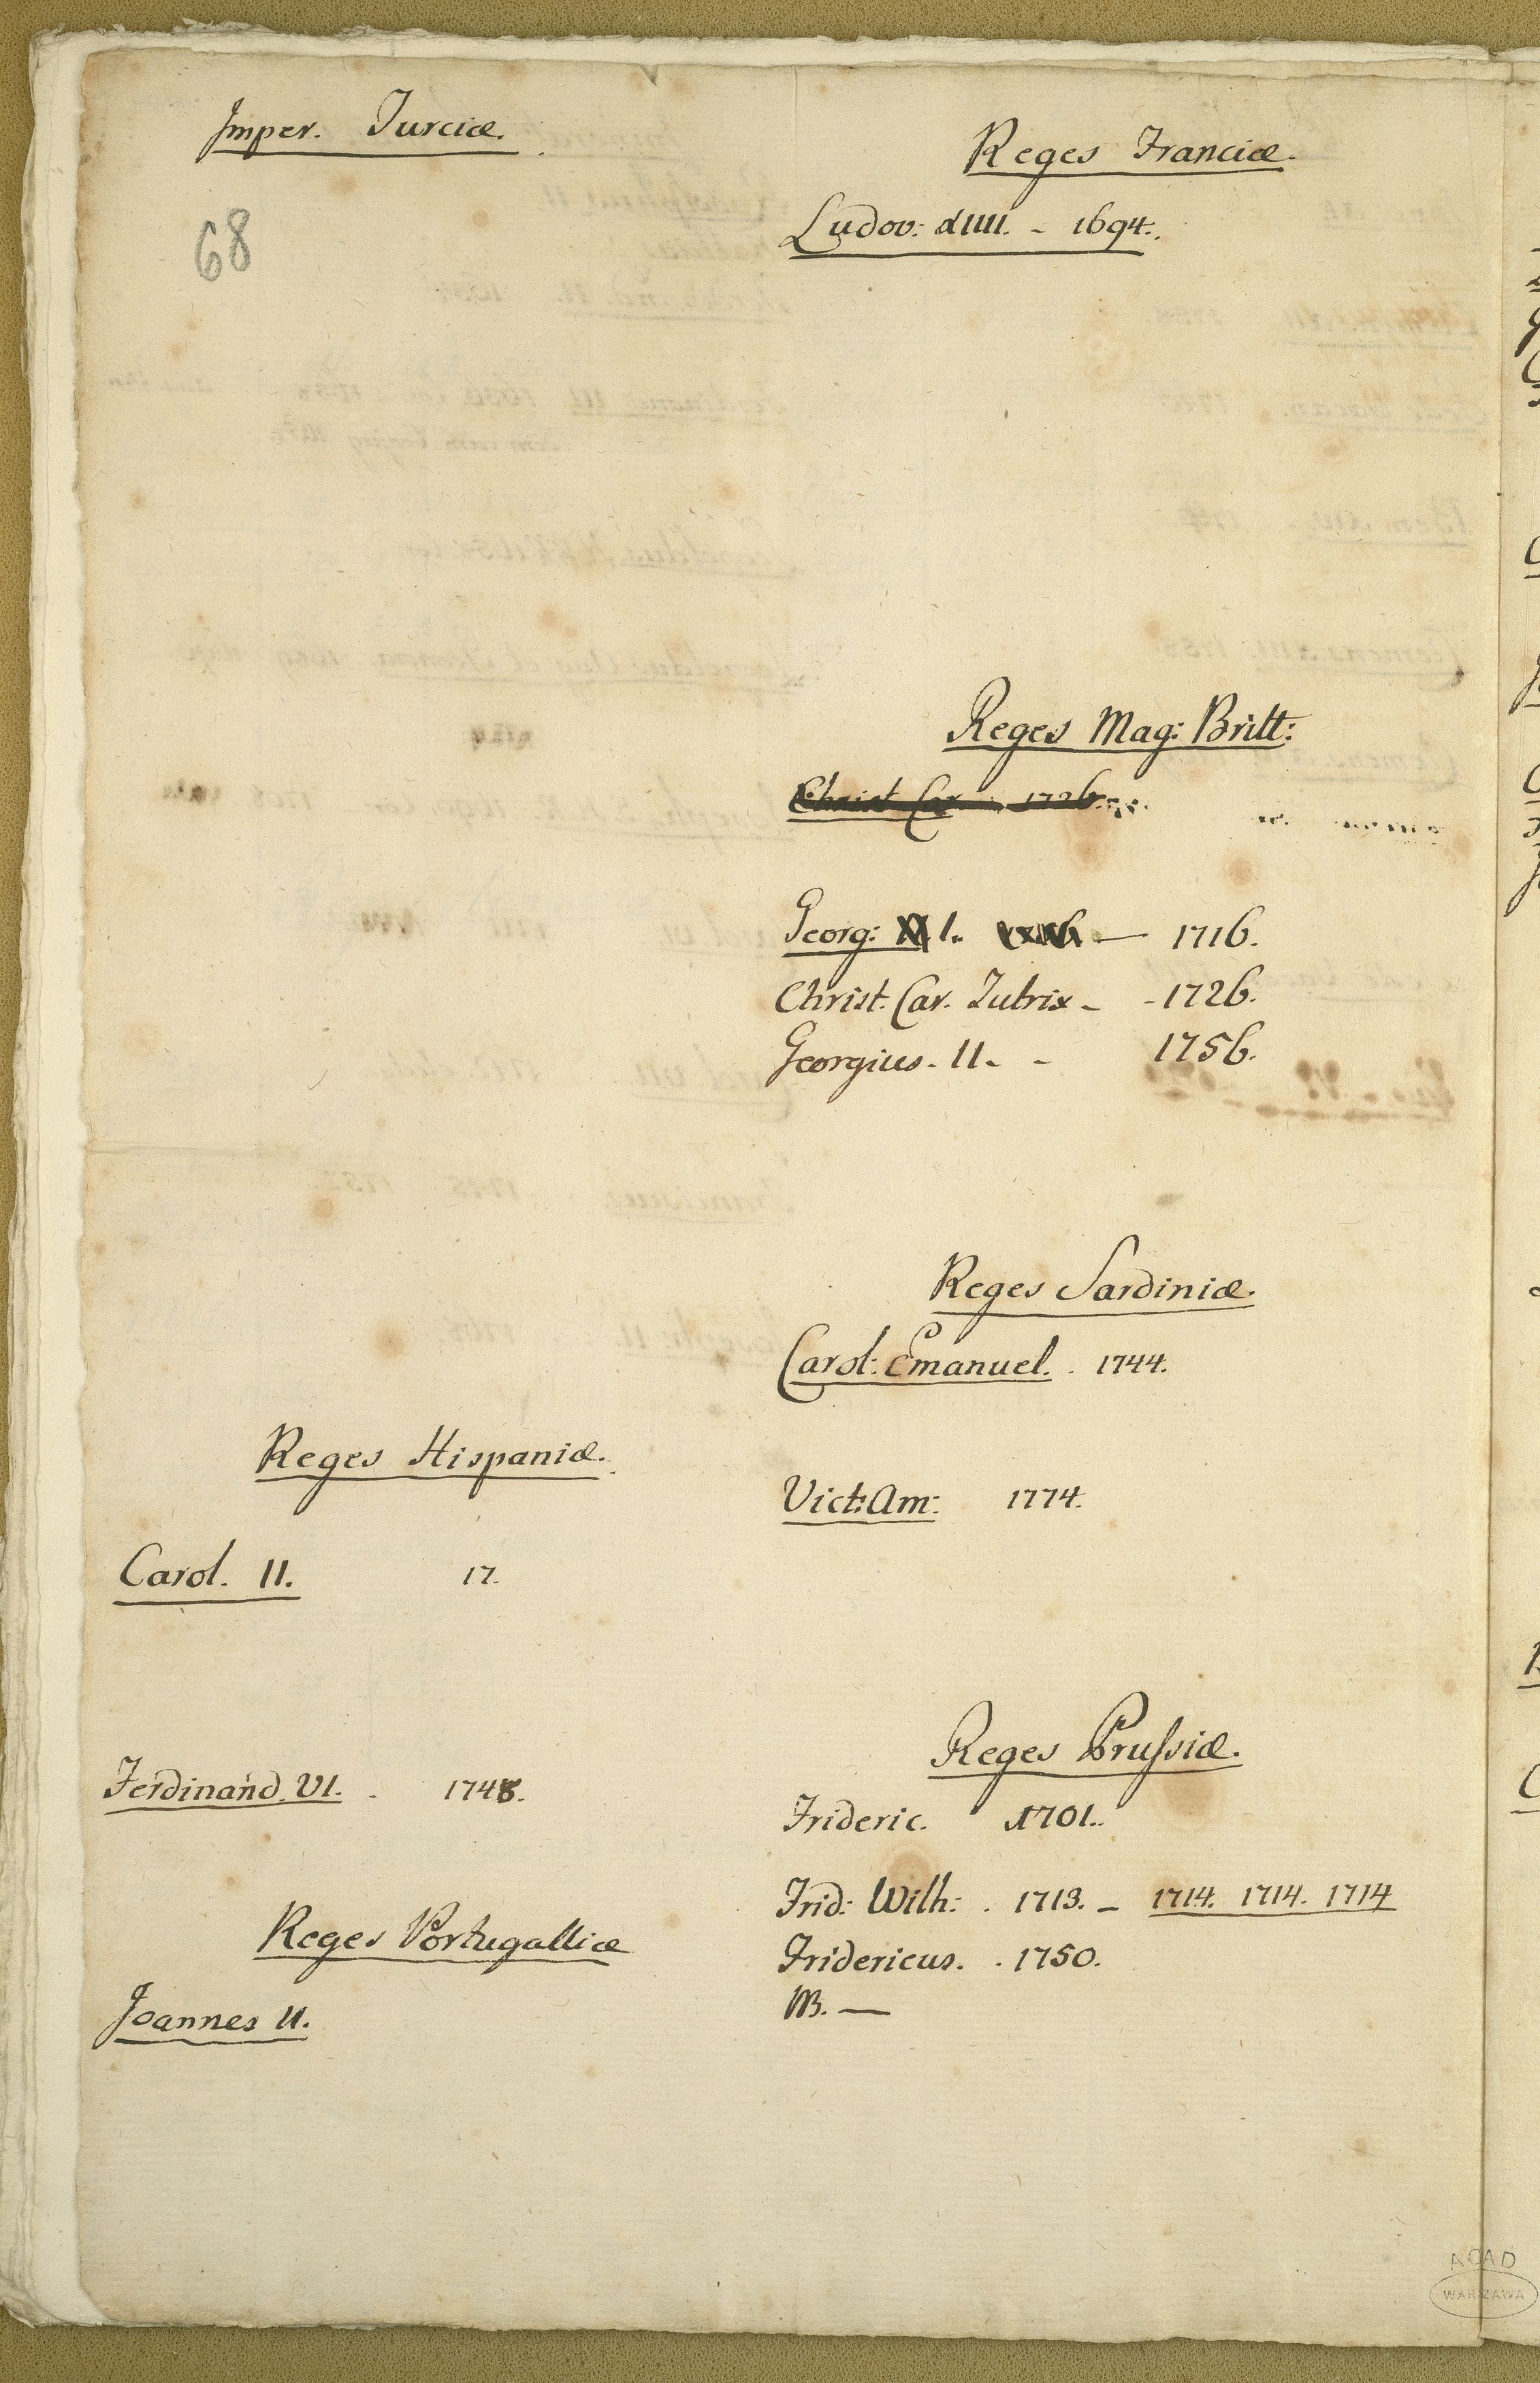 Imper. Turciæ.
68
Reges Hispaniæ.
Carol. II. 17.
Ferdinand. VI. . 1748.
Reges Portugalliæ
Joannes II.
Reges Franciæ.
Ludov: XIIII. - 1694.
Reges Mag: Britt:
Christ Car. 1726.
Georg: I. — 1716.
Christ. Car. Tutrix - - 1726.
Georgius. II. - 1756.
Reges Sardiniæ.
Carol: Emanuel. . 1744.
Vict: Am: 1774.
Reges Prussiæ.
Frideric. 1701.
Frid: Wilh: . 1713. - 1714. 1714. 1714
Fridericus. . 1750.
NB. —
ACAD
WARSZAWA